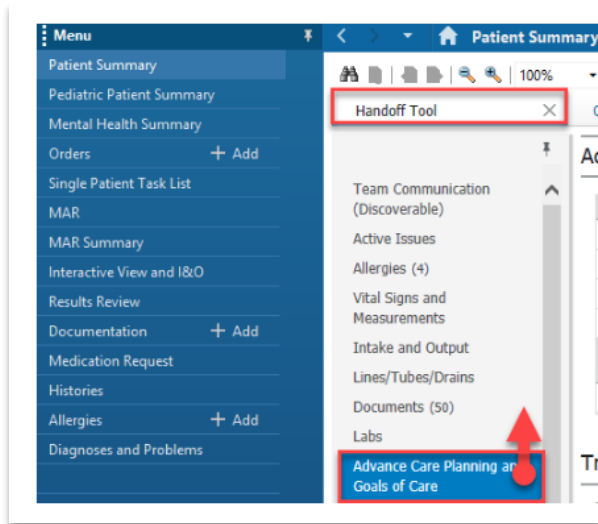 Menu
Patient Summary
Pediatric Patient Summary
Mental Health Summary
Orders + Add
Single Patient Task List
MAR
MAR Summary
Interactive View and I&O
Results Review
Documentation + Add
Medication Request
Histories
Allergies + Add
Diagnoses and Problems
Patient Summary
100%
Handoff Tool
Team Communication
(Discoverable)
Active Issues
Allergies (4)
Vital Signs and
Measurements
Intake and Output
Lines/Tubes/Drains
Documents (50)
Labs
Advance Care Planning and
Goals of Care